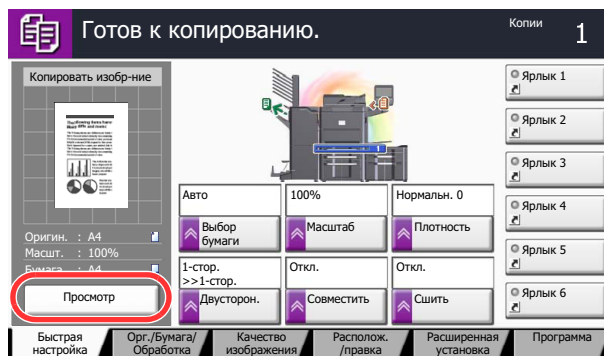 Готов к копированию.
Копии
1
Копировать изобр-ние
Оригин. : A4
Масшт. : 100%
Бумага : A4
Просмотр
Авто
Выбор
бумаги
100%
Масштаб
Нормальн. 0
Плотность
1-стор.
>>1-стор.
Двусторон.
Откл.
Совместить
Откл.
Сшить
Ярлык 1
Ярлык 2
Ярлык 3
Ярлык 4
Ярлык 5
Ярлык 6
Быстрая
настройка
Орг./Бумага/
Обработка
Качество
изображения
Располож.
/правка
Расширенная
установка
Программа